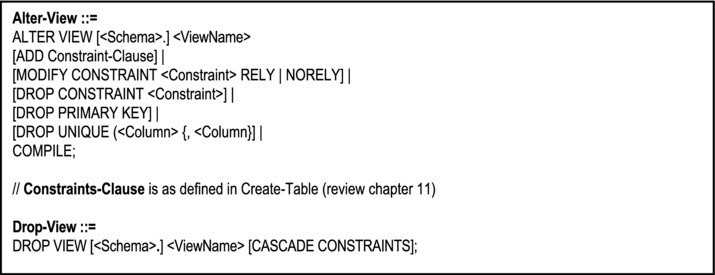 Alter-View ::=
ALTER VIEW [<Schema>.] <ViewName>
[ADD Constraint-Clause] |
[MODIFY CONSTRAINT <Constraint> RELY | NORELY] |
[DROP CONSTRAINT <Constraint>] |
[DROP PRIMARY KEY] |
[DROP UNIQUE (<Column> {, <Column}] |
COMPILE;
// Constraints-Clause is as defined in Create-Table (review chapter 11)
Drop-View ::=
DROP VIEW [<Schema>.] <ViewName> [CASCADE CONSTRAINTS];